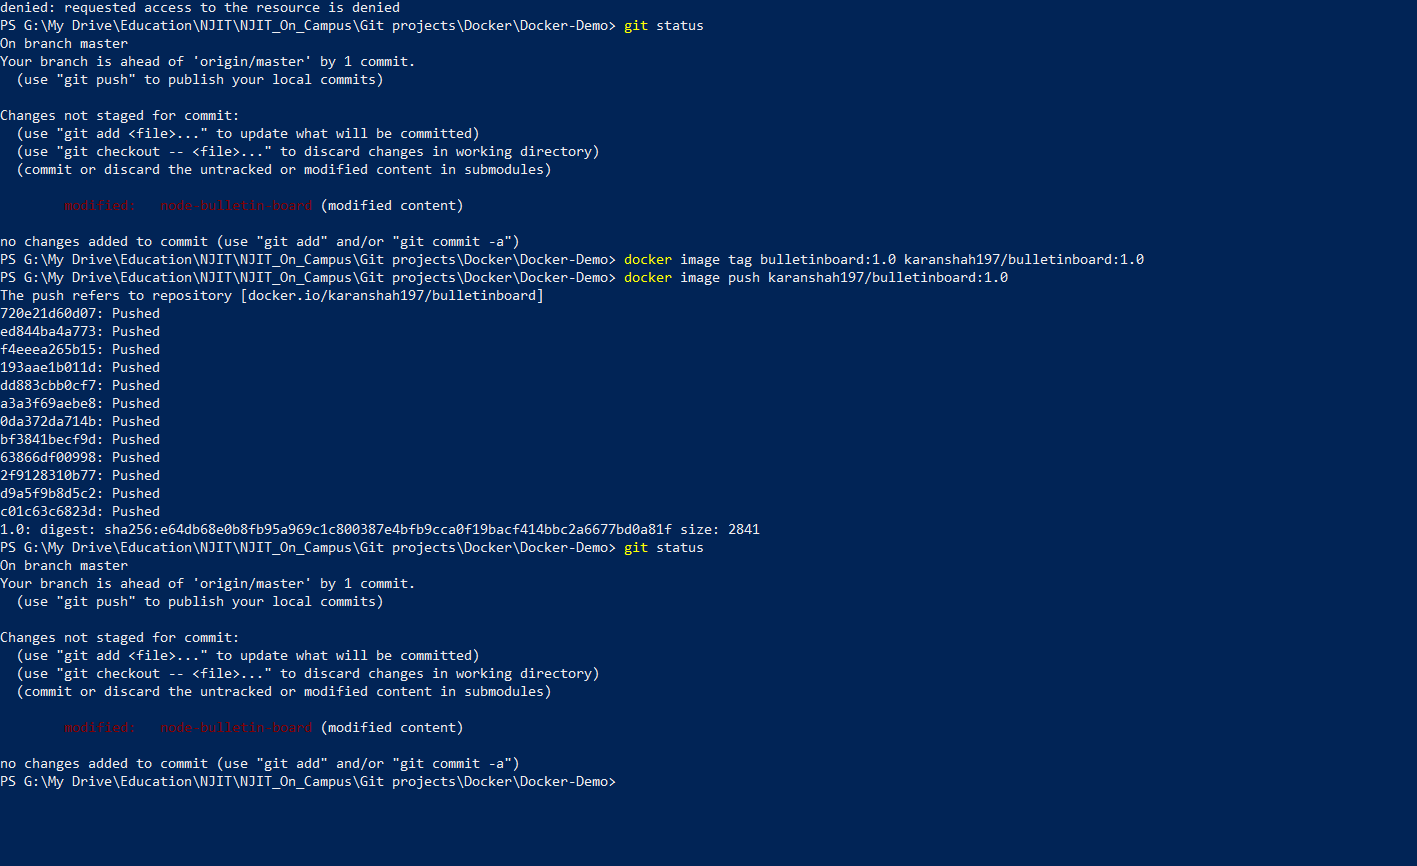 denied: requested access to the resource is denied
PS G:\My Drive\Education\NJIT\NJIT_On_Campus\Git projects\Docker\Docker-Demo> git status
On branch master
Your branch is ahead of 'origin/master' by 1 commit.
  (use "git push" to publish your local commits)

Changes not staged for commit:
  (use "git add <file>..." to update what will be committed)
  (use "git checkout -- <file>..." to discard changes in working directory)
  (commit or discard the untracked or modified content in submodules)

        modified:   node-bulletin-board (modified content)

no changes added to commit (use "git add" and/or "git commit -a")
PS G:\My Drive\Education\NJIT\NJIT_On_Campus\Git projects\Docker\Docker-Demo> docker image tag bulletinboard:1.0 karanshah197/bulletinboard:1.0
PS G:\My Drive\Education\NJIT\NJIT_On_Campus\Git projects\Docker\Docker-Demo> docker image push karanshah197/bulletinboard:1.0
The push refers to repository [docker.io/karanshah197/bulletinboard]
720e21d60d07: Pushed
ed844ba4a773: Pushed
f4eeea265b15: Pushed
193aae1b011d: Pushed
dd883cbb0cf7: Pushed
a3a3f69aebe8: Pushed
0da372da714b: Pushed
bf3841becf9d: Pushed
63866df00998: Pushed
2f9128310b77: Pushed
d9a5f9b8d5c2: Pushed
c01c63c6823d: Pushed
1.0: digest: sha256:e64db68e0b8fb95a969c1c800387e4bfb9cca0f19bacf414bbc2a6677bd0a81f size: 2841
PS G:\My Drive\Education\NJIT\NJIT_On_Campus\Git projects\Docker\Docker-Demo> git status
On branch master
Your branch is ahead of 'origin/master' by 1 commit.
  (use "git push" to publish your local commits)

Changes not staged for commit:
  (use "git add <file>..." to update what will be committed)
  (use "git checkout -- <file>..." to discard changes in working directory)
  (commit or discard the untracked or modified content in submodules)

        modified:   node-bulletin-board (modified content)

no changes added to commit (use "git add" and/or "git commit -a")
PS G:\My Drive\Education\NJIT\NJIT_On_Campus\Git projects\Docker\Docker-Demo>